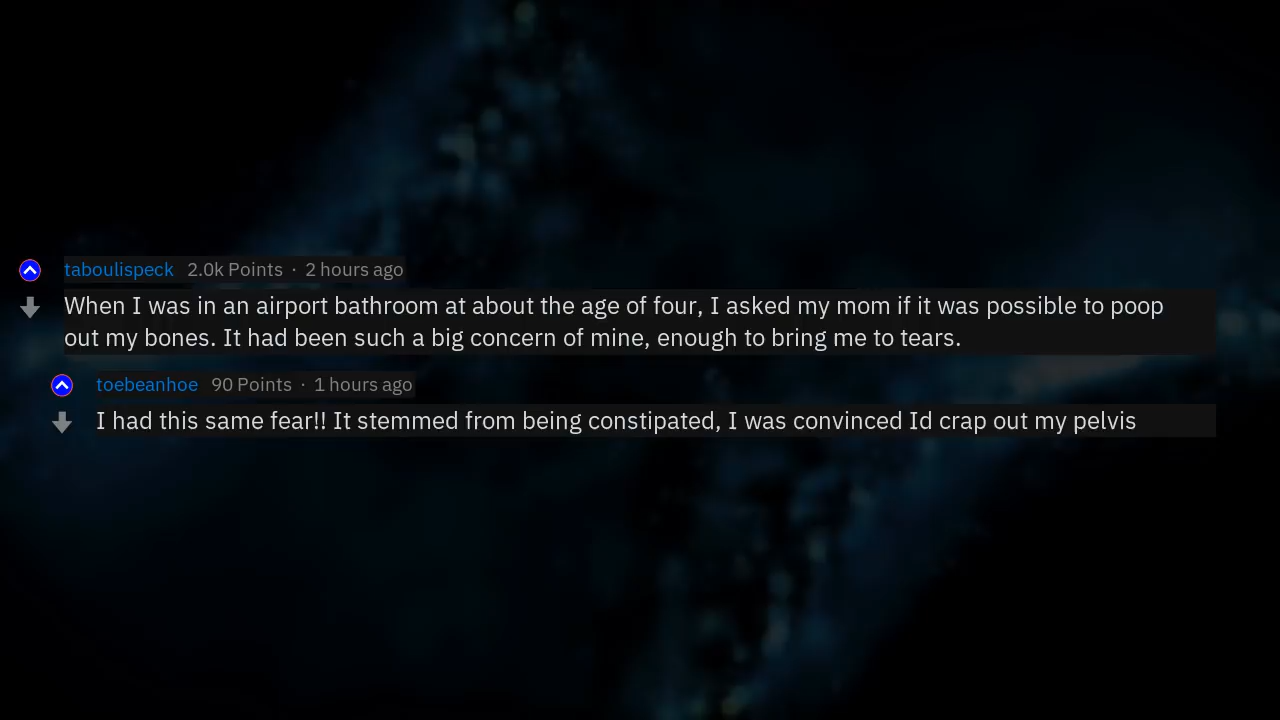 taboulispeck 2.0k Points · 2 hours ago
When I was in an airport bathroom at about the age of four, I asked my mom if it was possible to poop
out my bones. It had been such a big concern of mine, enough to bring me to tears.
toebeanhoe 90 Points · 1 hours ago
I had this same fear!! It stemmed from being constipated, I was convinced Id crap out my pelvis